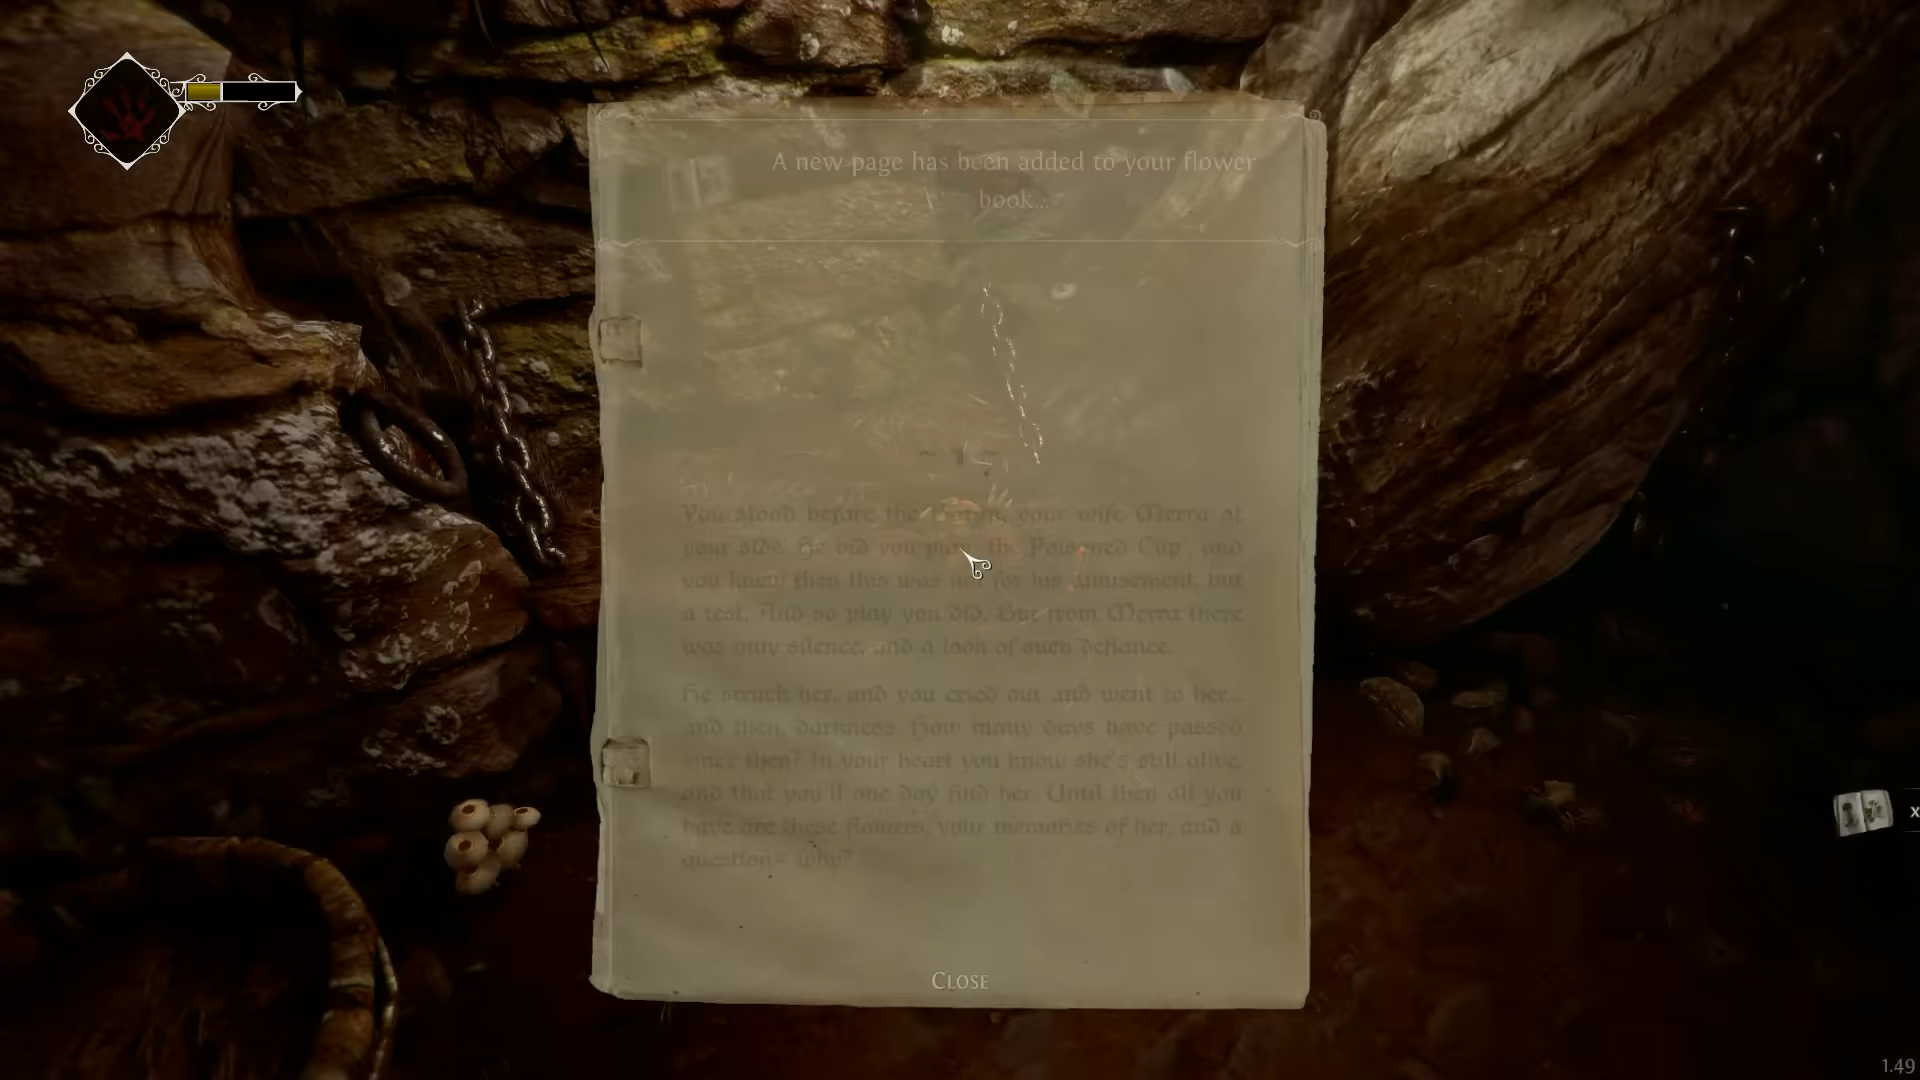 A new page has been added to your flower
book...
You stood before the Baron, your wife Merra at
your side. He bid you play 'the Poisoned Cup', and
you knew then this was not for his amusement, but
a test. And so play you did. But from Merra there
was only silence, and a look of such defiance.
He struck her, and you cried out and went to her...
and then, darkness. How many days have passed
since then? In your heart you know she's still alive,
and that you'll one day find her. Until then all you
have are these flowers, your memories of her, and a
question- why?
CLOSE
x
1.49